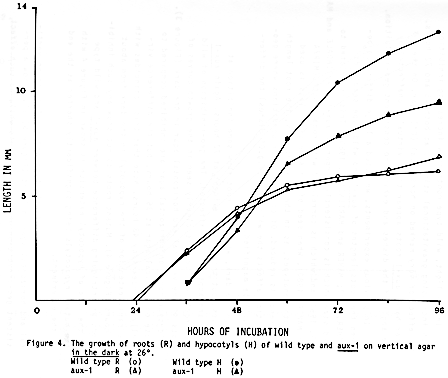 14
10
5
LENGTH IN MM
0 24 48 72 96
HOURS OF INCUBATION
Figure 4. The growth of roots (R) and hypocotyls (H) of wild type and aux-1 on vertical agar
in the dark at 26°.
Wild type R (o) Wild type H (●)
aux-1 R (Δ) aux-1 H (▲)